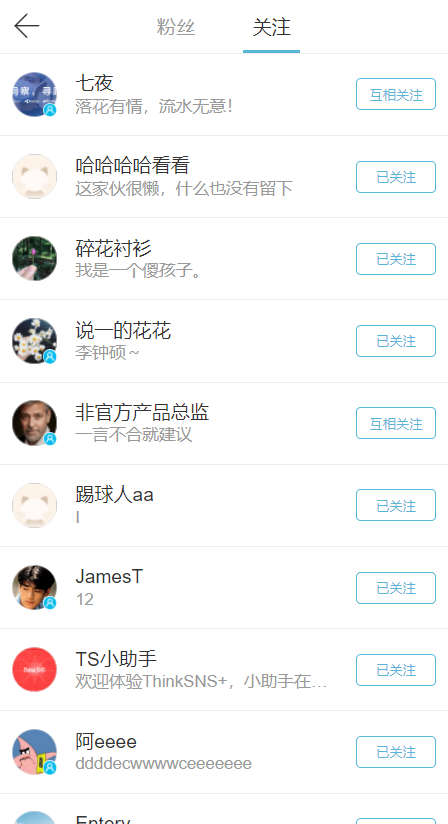 粉丝 关注
七夜
落花有情，流水无意！
互相关注
哈哈哈哈看看
这家伙很懒，什么也没有留下
已关注
碎花衬衫
我是一个傻孩子。
已关注
说一的花花
李钟硕～
已关注
非官方产品总监
一言不合就建议
互相关注
踢球人aa
l
已关注
JamesT
12
已关注
TS小助手
欢迎体验ThinkSNS+，小助手在...
已关注
阿eeee
ddddecwwwwceeeeeee
已关注